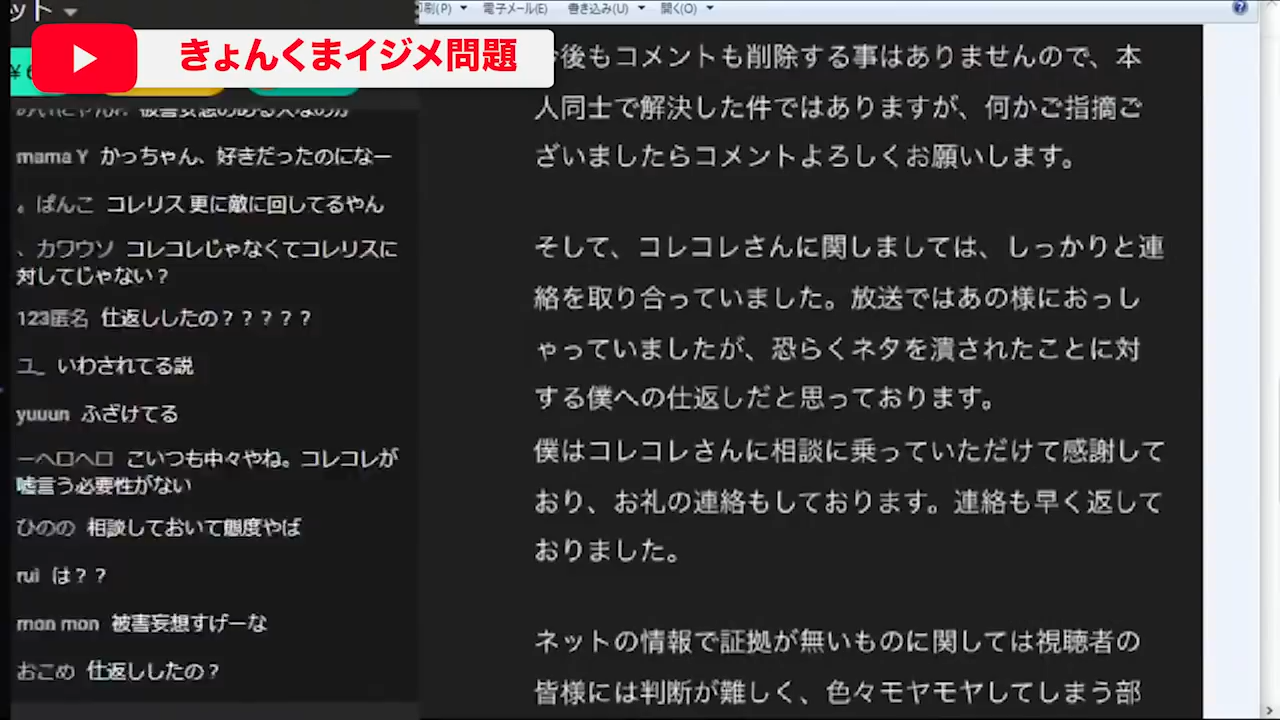 ット
印刷(P) 電子メール(E) 書き込み(U) 開く(O)
きょんくまイジメ問題
mama Y かっちゃん、好きだったのになー
。ぱんこ コレリス 更に敵に回してるやん
、カワウソ コレコレじゃなくてコレリスに
対してじゃない？
123匿名 仕返ししたの？？？？？
ユ_ いわされてる説
yuuun ふざけてる
ーヘロヘロ こいつも中々やね。コレコレが
嘘言う必要性がない
ひのの 相談しておいて態度やば
rui は？？
mon mon 被害妄想すげーな
おこめ 仕返ししたの？
後もコメントも削除する事はありませんので、本
人同士で解決した件ではありますが、何かご指摘ご
ざいましたらコメントよろしくお願いします。
そして、コレコレさんに関しましては、しっかりと連
絡を取り合っていました。放送ではあの様におっし
ゃっていましたが、恐らくネタを潰されたことに対
する僕への仕返しだと思っております。
僕はコレコレさんに相談に乗っていただけて感謝して
おり、お礼の連絡もしております。連絡も早く返して
おりました。
ネットの情報で証拠が無いものに関しては視聴者の
皆様には判断が難しく、色々モヤモヤしてしまう部